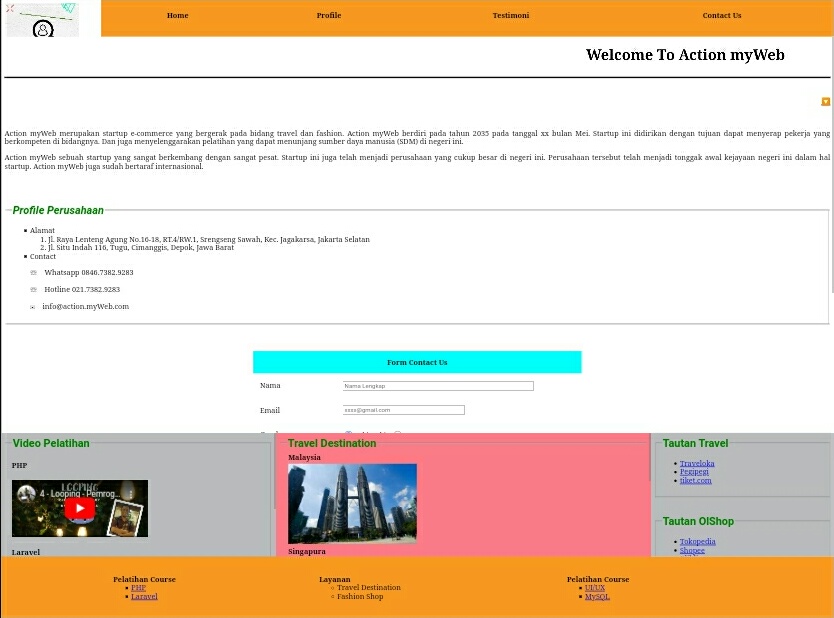 Home Profile Testimoni Contact Us
Welcome To Action myWeb
Action myWeb merupakan startup e-commerce yang bergerak pada bidang travel dan fashion. Action myWeb berdiri pada tahun 2035 pada tanggal xx bulan Mei. Startup ini didirikan dengan tujuan dapat menyerap pekerja yang
berkompeten di bidangnya. Dan juga menyelenggarakan pelatihan yang dapat menunjang sumber daya manusia (SDM) di negeri ini.
Action myWeb sebuah startup yang sangat berkembang dengan sangat pesat. Startup ini juga telah menjadi perusahaan yang cukup besar di negeri ini. Perusahaan tersebut telah menjadi tonggak awal kejayaan negeri ini dalam hal
startup. Action myWeb juga sudah bertaraf internasional.
Profile Perusahaan
Alamat
1. Jl. Raya Lenteng Agung No.16-18, RT.4/RW.1, Srengseng Sawah, Kec. Jagakarsa, Jakarta Selatan
2. Jl. Situ Indah 116, Tugu, Cimanggis, Depok, Jawa Barat
Contact
Whatsapp 0846.7382.9283
Hotline 021.7382.9283
info@action.myWeb.com
Form Contact Us
Nama Nama Lengkap
Email xxxx@gmail.com
Video Pelatihan
PHP
4 - Looping - Pemrog...
Laravel
Travel Destination
Malaysia
Singapura
Tautan Travel
Traveloka
Pegipegi
tiket.com
Tautan OlShop
Tokopedia
Shopee
Pelatihan Course
PHP
Laravel
Layanan
Travel Destination
Fashion Shop
Pelatihan Course
UI/UX
MySQL